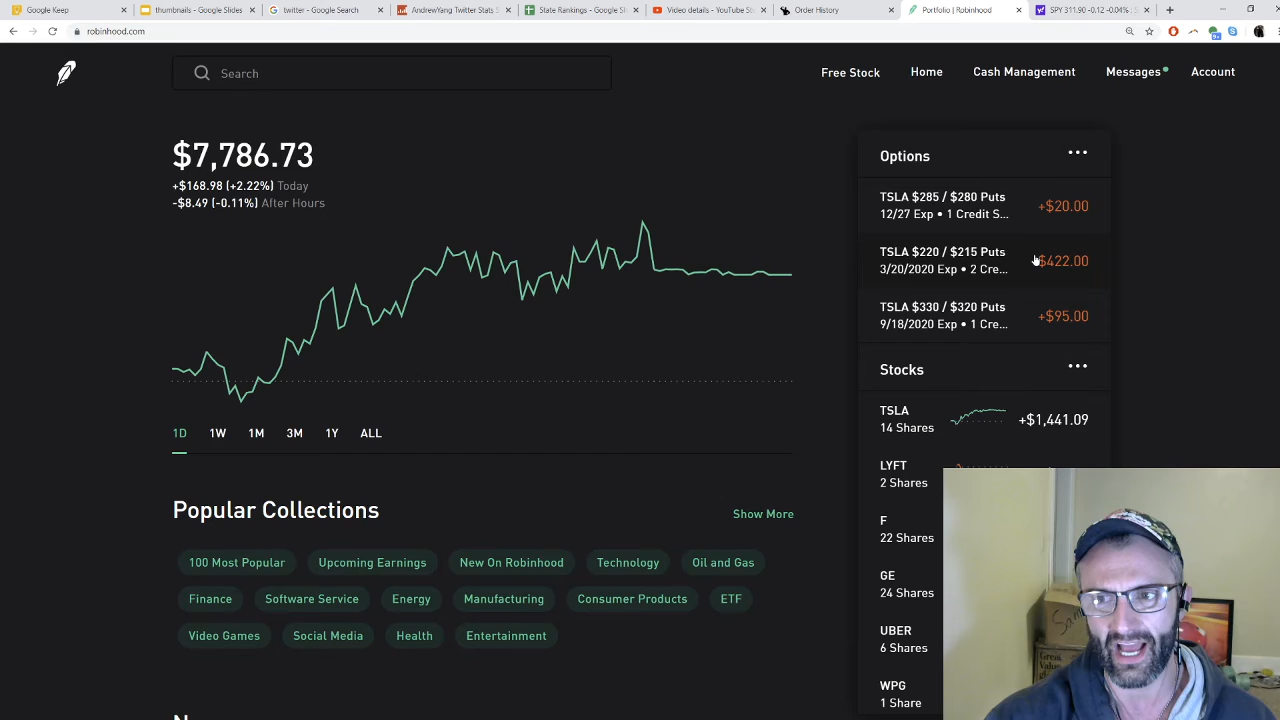 Google Keep
thumbnails - Google Slides
twitter - Google Search
AndrewYang Twitter Stats
State Rankings - Google Sh
Video details - YouTube St
Order History
Portfolio | Robinhood
SPY 311.90 -0.12 -0.04% : S
robinhood.com
Search
Free Stock
Home
Cash Management
Messages
Account
$7,786.73
+$168.98 (+2.22%) Today
-$8.49 (-0.11%) After Hours
1D
1W
1M
3M
1Y
ALL
Popular Collections
Show More
100 Most Popular
Upcoming Earnings
New On Robinhood
Technology
Oil and Gas
Finance
Software Service
Energy
Manufacturing
Consumer Products
ETF
Video Games
Social Media
Health
Entertainment
Options
TSLA $285 / $280 Puts
12/27 Exp • 1 Credit S...
+$20.00
TSLA $220 / $215 Puts
3/20/2020 Exp • 2 Cre...
$422.00
TSLA $330 / $320 Puts
9/18/2020 Exp • 1 Cre...
+$95.00
Stocks
TSLA
14 Shares
+$1,441.09
LYFT
2 Shares
F
22 Shares
GE
24 Shares
UBER
6 Shares
WPG
1 Share